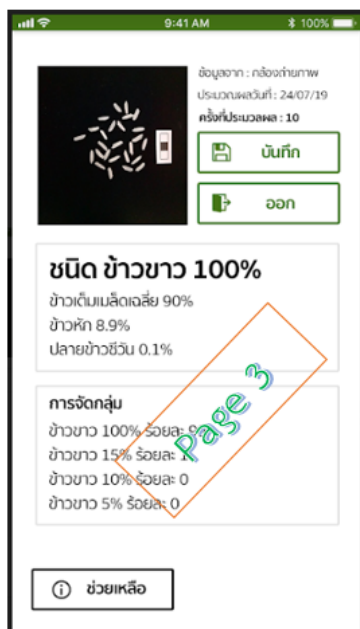 9:41 AM
100%
ข้อมูลจาก : กล้องถ่ายภาพ
ประมวณผลวันที่ : 24/07/19
ครั้งที่ประมวลผล : 10
บันทึก
ออก
ชนิด ข้าวขาว 100%
ข้าวเต็มเมล็ดเฉลี่ย 90%
ข้าวหัก 8.9%
ปลายข้าวซีวัน 0.1%
การจัดกลุ่ม
ข้าวขาว 100% ร้อยละ
ข้าวขาว 15% ร้อยละ
ข้าวขาว 10% ร้อยละ 0
ข้าวขาว 5% ร้อยละ 0
Page 3
ช่วยเหลือ